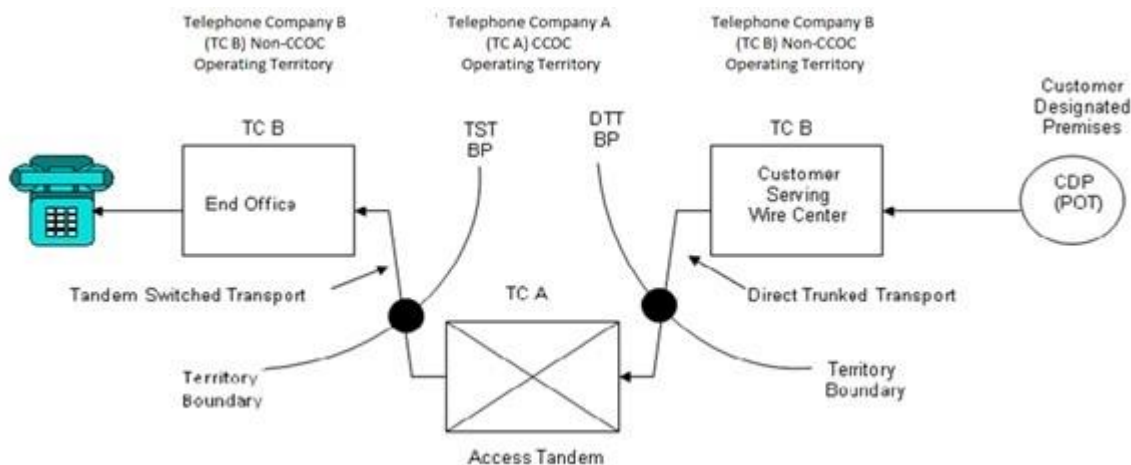 Telephone Company B
(TC B) Non-CCOC
Operating Territory
Telephone Company A
(TC A) CCOC
Operating Territory
Telephone Company B
(TC B) Non-CCOC
Operating Territory
Customer
Designated
Premises
TC B
TST
BP
DTT
BP
TC B
End Office
Customer
Serving
Wire Center
CDP
(POT)
Tandem Switched Transport
TC A
Direct Trunked Transport
Territory
Boundary
Territory
Boundary
Access Tandem